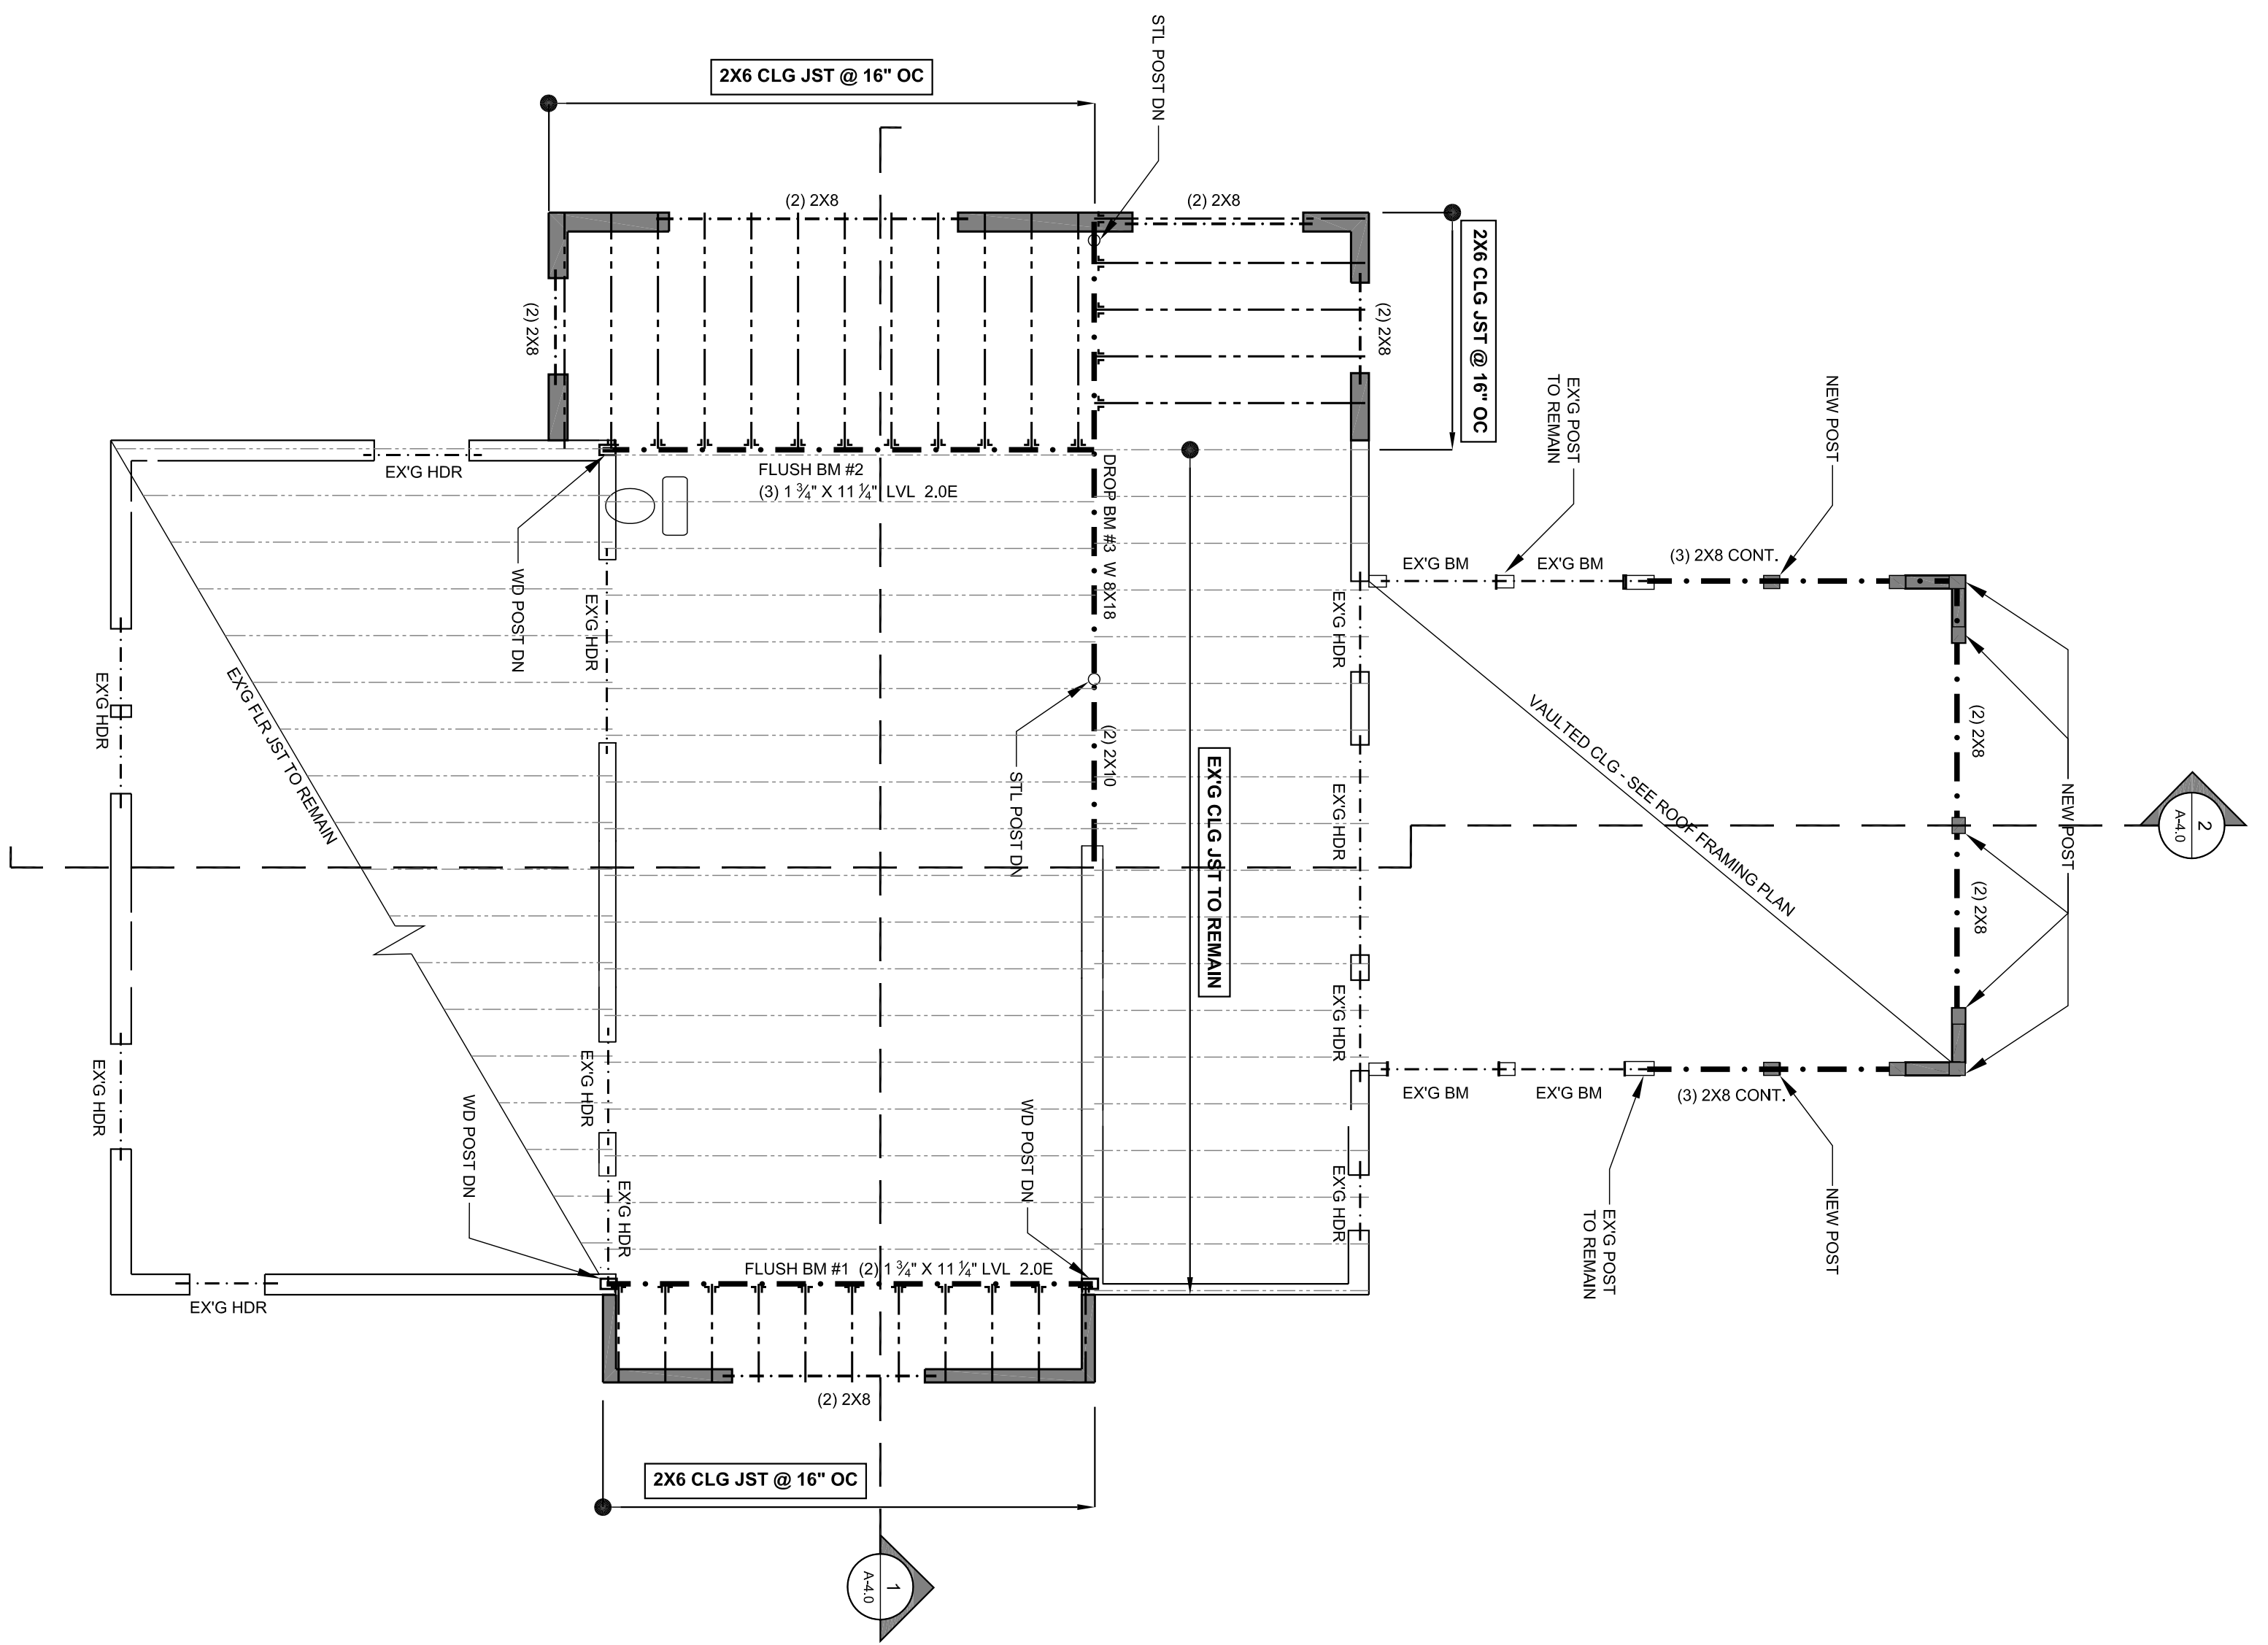 STL POST DN
2X6 CLG JST @ 16" OC
(2) 2X8
(2) 2X8
2X6 CLG JST @ 16" OC
(2) 2X8
(2) 2X8
EX'G POST
TO REMAIN
NEW POST
EX'G HDR
FLUSH BM #2
(3) 1 ¾" X 11 ¼" LVL 2.0E
DROP BM #3 W 8X18
WD POST DN
EX'G HDR
EX'G HDR
EX'G BM
EX'G BM
(3) 2X8 CONT.
EX'G HDR
EX'G FLR JST TO REMAIN
STL POST DN
(2) 2X10
EX'G CLG JST TO REMAIN
EX'G HDR
VAULTED CLG - SEE ROOF FRAMING PLAN
(2) 2X8
(2) 2X8
NEW POST
2
A-4.0
EX'G HDR
EX'G HDR
EX'G HDR
EX'G HDR
EX'G HDR
EX'G HDR
WD POST DN
WD POST DN
EX'G BM
EX'G BM
(3) 2X8 CONT.
EX'G POST
TO REMAIN
NEW POST
FLUSH BM #1 (2) 1 ¾" X 11 ¼" LVL 2.0E
EX'G HDR
(2) 2X8
2X6 CLG JST @ 16" OC
1
A-4.0